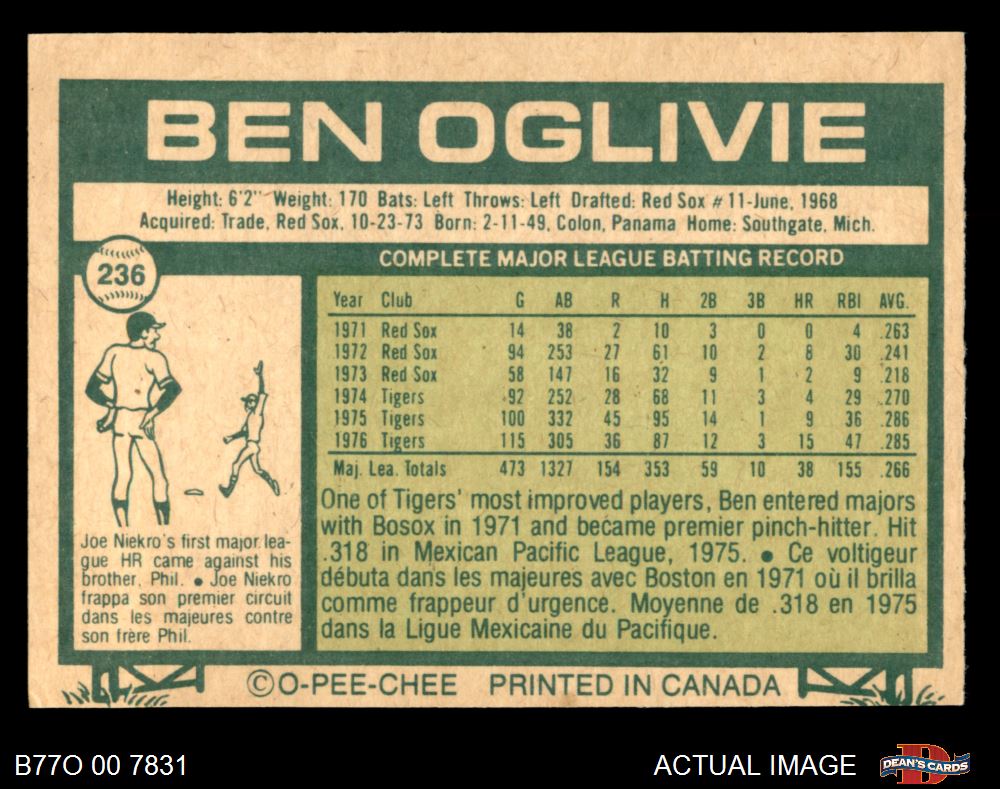 BEN OGLIVIE
Height: 6'2" Weight: 170 Bats: Left Throws: Left Drafted: Red Sox #11-June, 1968
Acquired: Trade, Red Sox, 10-23-73 Born: 2-11-49, Colon, Panama Home: Southgate, Mich.
236
COMPLETE MAJOR LEAGUE BATTING RECORD
Year Club G AB R H 2B 3B HR RBI AVG.
1971 Red Sox 14 38 2 10 3 0 0 4 .263
1972 Red Sox 94 253 27 61 10 2 8 30 .241
1973 Red Sox 58 147 16 32 9 1 2 9 .218
1974 Tigers 92 252 28 68 11 3 4 29 .270
1975 Tigers 100 332 45 95 14 1 9 36 .286
1976 Tigers 115 305 36 87 12 3 15 47 .285
Maj. Lea. Totals 473 1327 154 353 59 10 38 155 .266
One of Tigers' most improved players, Ben entered majors
with Bosox in 1971 and became premier pinch-hitter. Hit
.318 in Mexican Pacific League, 1975. ● Ce voltigeur
débuta dans les majeures avec Boston en 1971 où il brilla
comme frappeur d'urgence. Moyenne de .318 en 1975
dans la Ligue Mexicaine du Pacifique.
Joe Niekro's first major lea-
gue HR came against his
brother, Phil. ● Joe Niekro
frappa son premier circuit
dans les majeures contre
son frère Phil.
©O-PEE-CHEE PRINTED IN CANADA
B77O 00 7831
ACTUAL IMAGE
D
DEAN'S CARDS